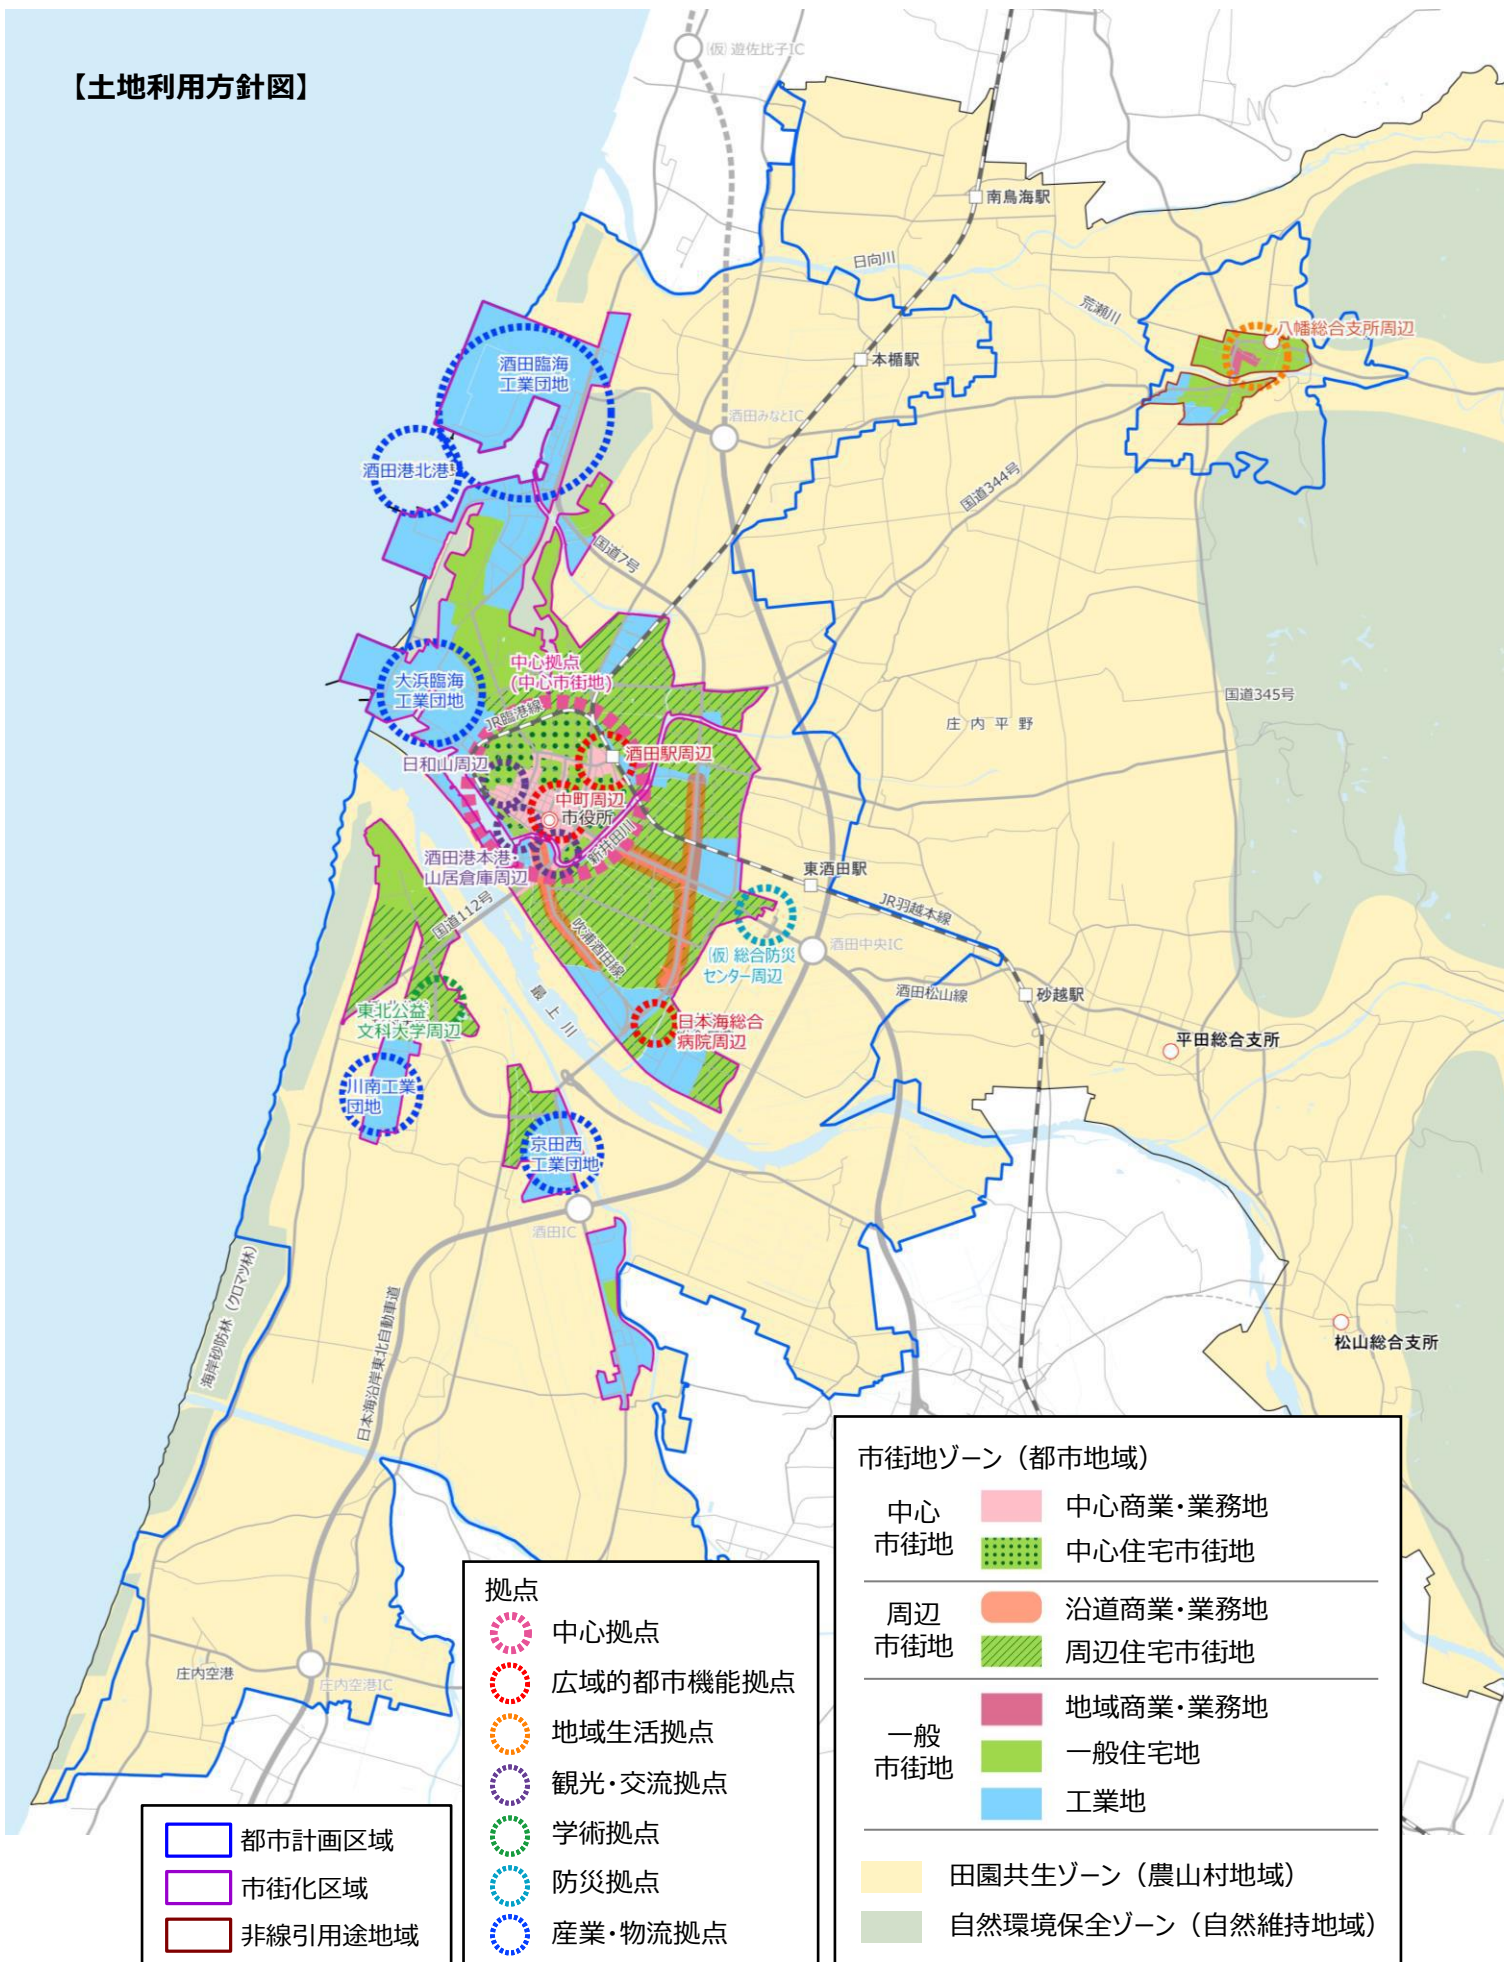 【土地利用方針図】
(仮)遊佐比子IC
南鳥海駅
日向川
荒瀬川
八幡総合支所周辺
本楯駅
酒田臨海
工業団地
酒田みなとIC
酒田港北港
国道344号
国道7号
国道345号
庄内平野
中心拠点
(中心市街地)
大浜臨海
工業団地
JR臨港線
日和山周辺
酒田駅周辺
中町周辺
市役所
新井田川
酒田港本港・
山居倉庫周辺
東酒田駅
JR羽越本線
国道112号
吹浦酒田線
(仮)総合防災
センター周辺
酒田中央IC
酒田松山線
砂越駅
最上川
東北公益
文科大学周辺
日本海総合
病院周辺
平田総合支所
川南工業
団地
京田西
工業団地
酒田IC
海岸砂防林(クロマツ林)
日本海沿岸東北自動車道
松山総合支所
庄内空港
庄内空港IC
都市計画区域
市街化区域
非線引用途地域
拠点
中心拠点
広域的都市機能拠点
地域生活拠点
観光・交流拠点
学術拠点
防災拠点
産業・物流拠点
市街地ゾーン(都市地域)
中心
市街地
中心商業・業務地
中心住宅市街地
周辺
市街地
沿道商業・業務地
周辺住宅市街地
一般
市街地
地域商業・業務地
一般住宅地
工業地
田園共生ゾーン(農山村地域)
自然環境保全ゾーン(自然維持地域)